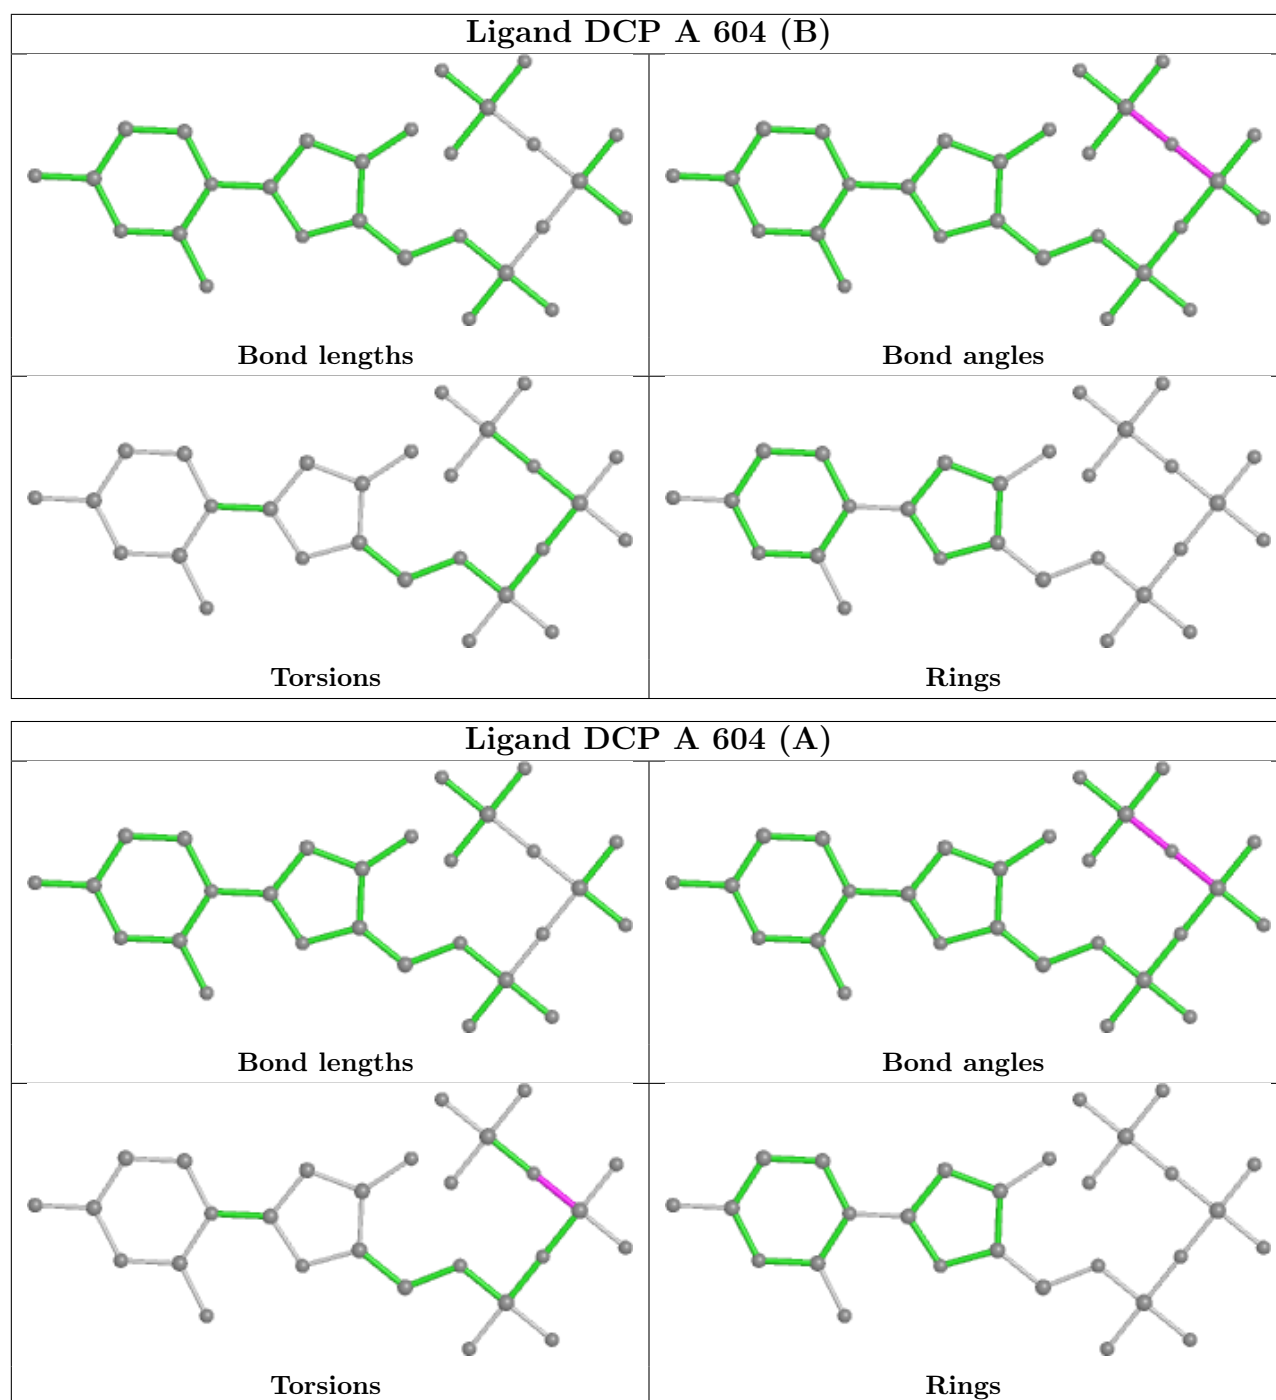 Ligand DCP A 604 (B)
Bond lengths
Bond angles
Torsions
Rings
Ligand DCP A 604 (A)
Bond lengths
Bond angles
Torsions
Rings